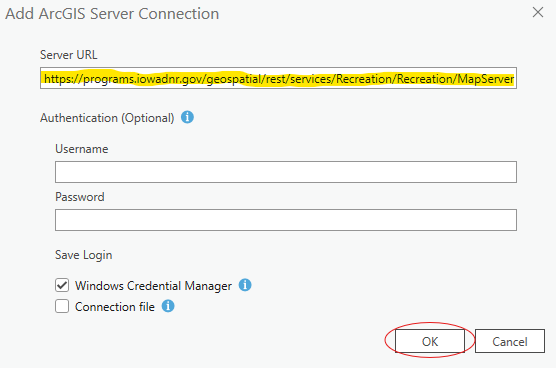 Add ArcGIS Server Connection
Server URL
https://programs.iowadnr.gov/geospatial/rest/services/Recreation/Recreation/MapServer
Authentication (Optional)
Username
Password
Save Login
Windows Credential Manager
Connection file
OK Cancel